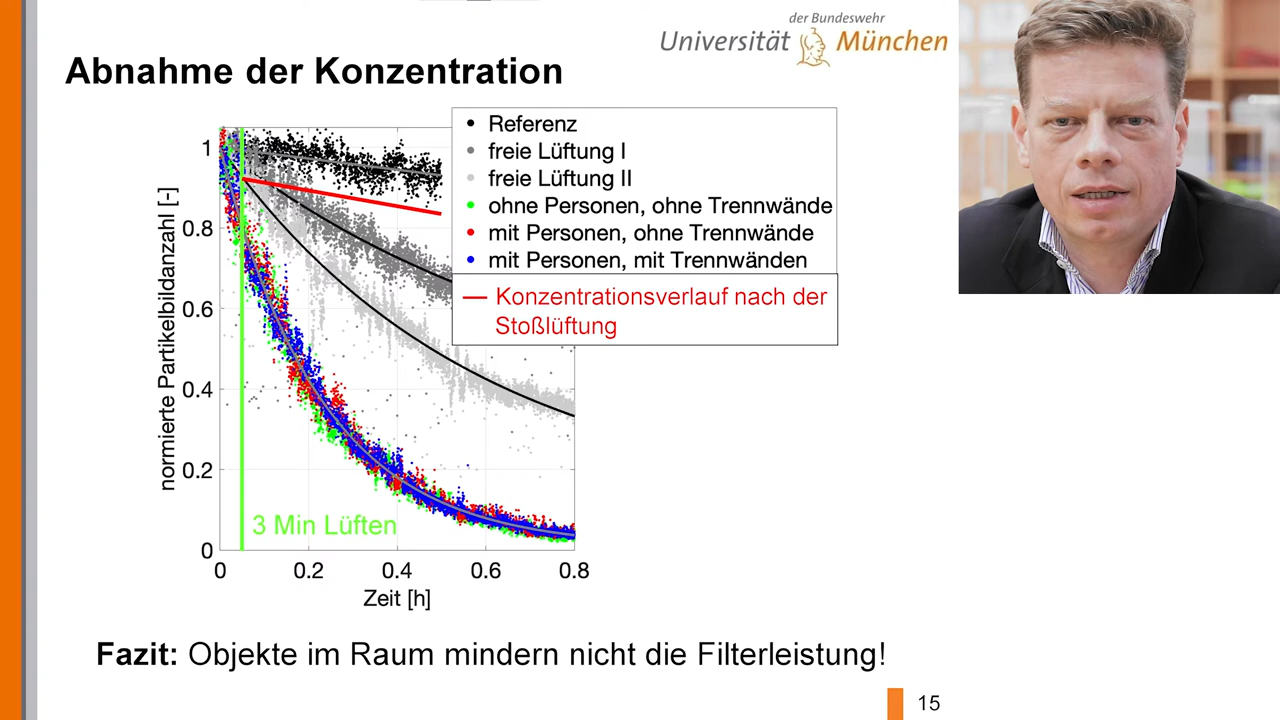 der Bundeswehr
Universität München
Abnahme der Konzentration
Referenz
freie Lüftung I
freie Lüftung II
ohne Personen, ohne Trennwände
mit Personen, ohne Trennwände
mit Personen, mit Trennwänden
Konzentrationsverlauf nach der
Stoßlüftung
normierte Partikelbildanzahl [-]
1
0.8
0.6
0.4
0.2
0
3 Min Lüften
0 0.2 0.4 0.6 0.8
Zeit [h]
Fazit: Objekte im Raum mindern nicht die Filterleistung!
15